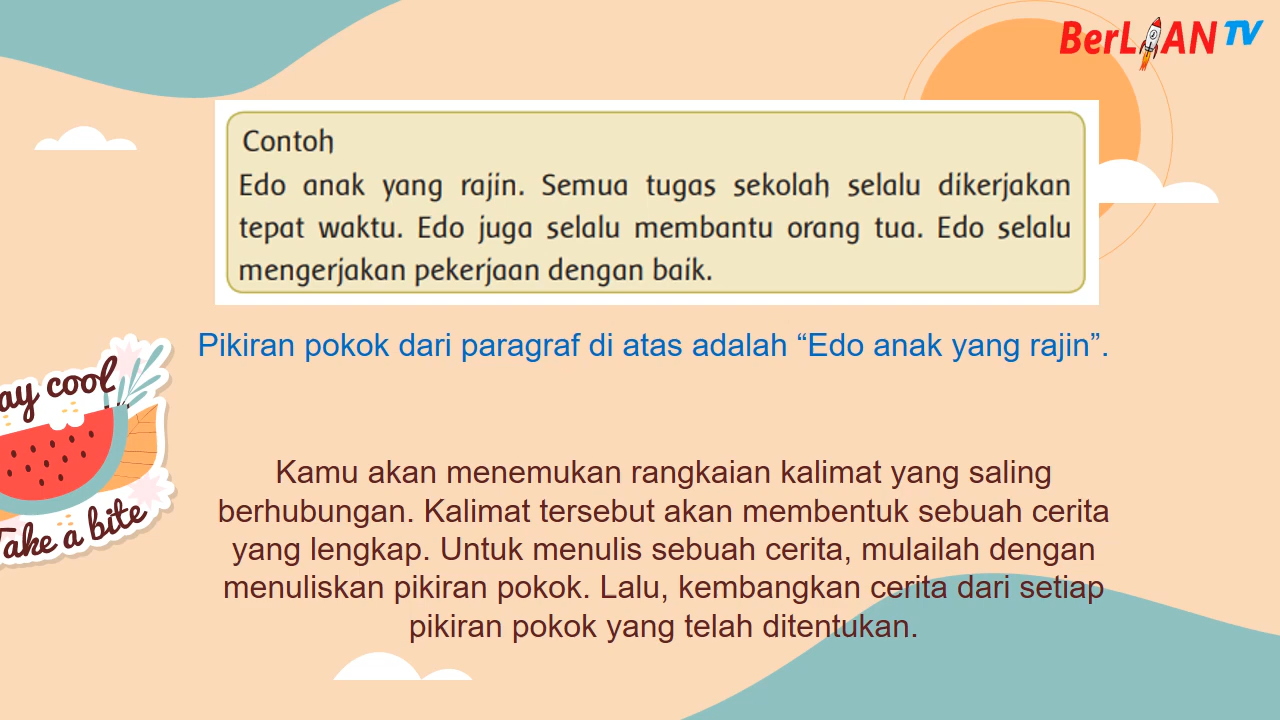 BerLIAN TV
Contoh
Edo anak yang rajin. Semua tugas sekolah selalu dikerjakan
tepat waktu. Edo juga selalu membantu orang tua. Edo selalu
mengerjakan pekerjaan dengan baik.
Pikiran pokok dari paragraf di atas adalah “Edo anak yang rajin”.
ay cool
Take a bite
Kamu akan menemukan rangkaian kalimat yang saling
berhubungan. Kalimat tersebut akan membentuk sebuah cerita
yang lengkap. Untuk menulis sebuah cerita, mulailah dengan
menuliskan pikiran pokok. Lalu, kembangkan cerita dari setiap
pikiran pokok yang telah ditentukan.